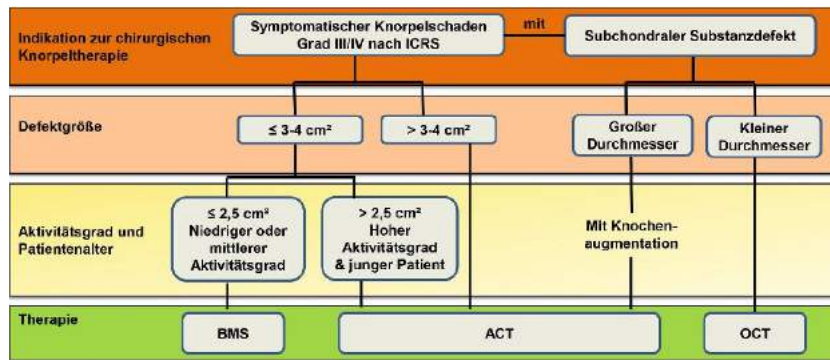 Indikation zur chirurgischen
Knorpeltherapie
Symptomatischer Knorpelschaden
Grad III/IV nach ICRS
mit
Subchondraler Substanzdefekt
Defektgröße
≤ 3-4 cm²
> 3-4 cm²
Großer
Durchmesser
Kleiner
Durchmesser
Aktivitätsgrad und
Patientenalter
≤ 2,5 cm²
Niedriger oder
mittlerer
Aktivitätsgrad
> 2,5 cm²
Hoher
Aktivitätsgrad
& junger Patient
Mit Knochen-
augmentation
Therapie
BMS
ACT
OCT